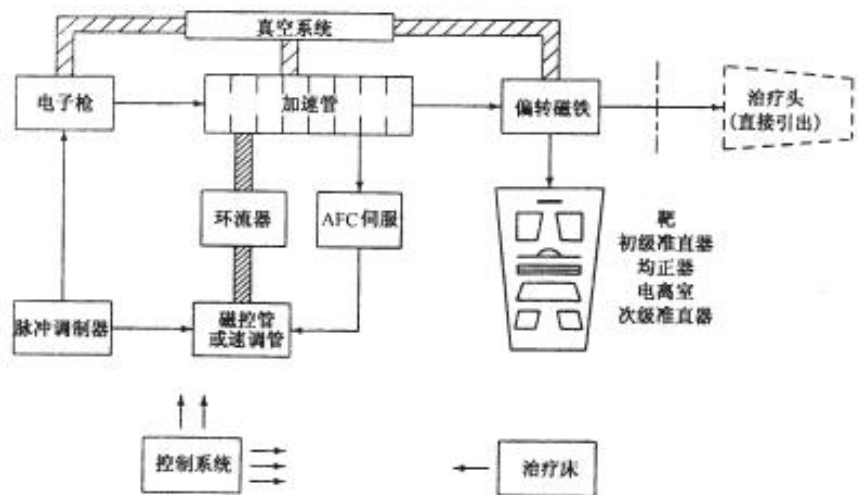 真空系统
电子枪
加速管
偏转磁铁
治疗头
(直接引出)
环流器
AFC伺服
靶
初级准直器
均正器
电离室
次级准直器
脉冲调制器
磁控管
或速调管
控制系统
治疗床